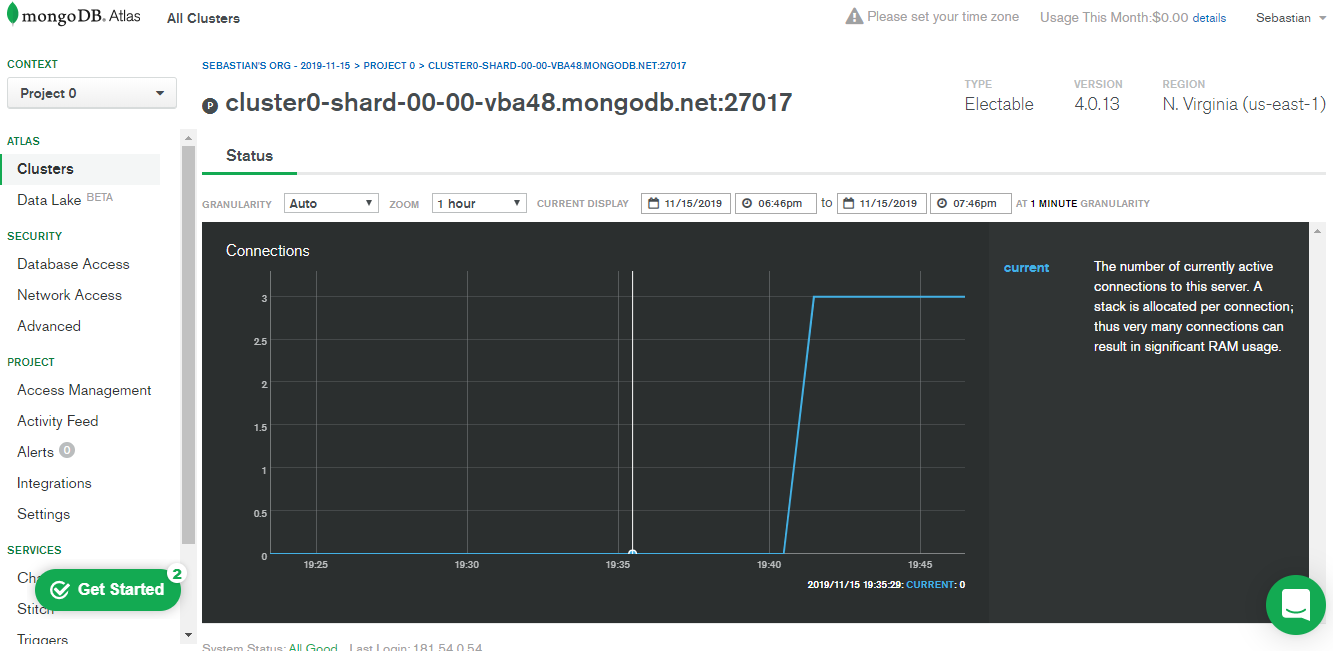 mongoDB. Atlas
All Clusters
Please set your time zone
Usage This Month:$0.00 details
Sebastian
CONTEXT
Project 0
ATLAS
Clusters
Data Lake BETA
SECURITY
Database Access
Network Access
Advanced
PROJECT
Access Management
Activity Feed
Alerts 0
Integrations
Settings
SERVICES
Cha
Get Started 2
Stitch
Triggers
SEBASTIAN'S ORG - 2019-11-15 > PROJECT 0 > CLUSTER0-SHARD-00-00-VBA48.MONGODB.NET:27017
P cluster0-shard-00-00-vba48.mongodb.net:27017
TYPE
Electable
VERSION
4.0.13
REGION
N. Virginia (us-east-1)
Status
GRANULARITY Auto ZOOM 1 hour CURRENT DISPLAY 11/15/2019 06:46pm to 11/15/2019 07:46pm AT 1 MINUTE GRANULARITY
Connections
3
2.5
2
1.5
1
0.5
0
19:25 19:30 19:35 19:40 19:45
2019/11/15 19:35:29: CURRENT: 0
current
The number of currently active
connections to this server. A
stack is allocated per connection;
thus very many connections can
result in significant RAM usage.
System Status: All Good Last Login: 181.54.0.54